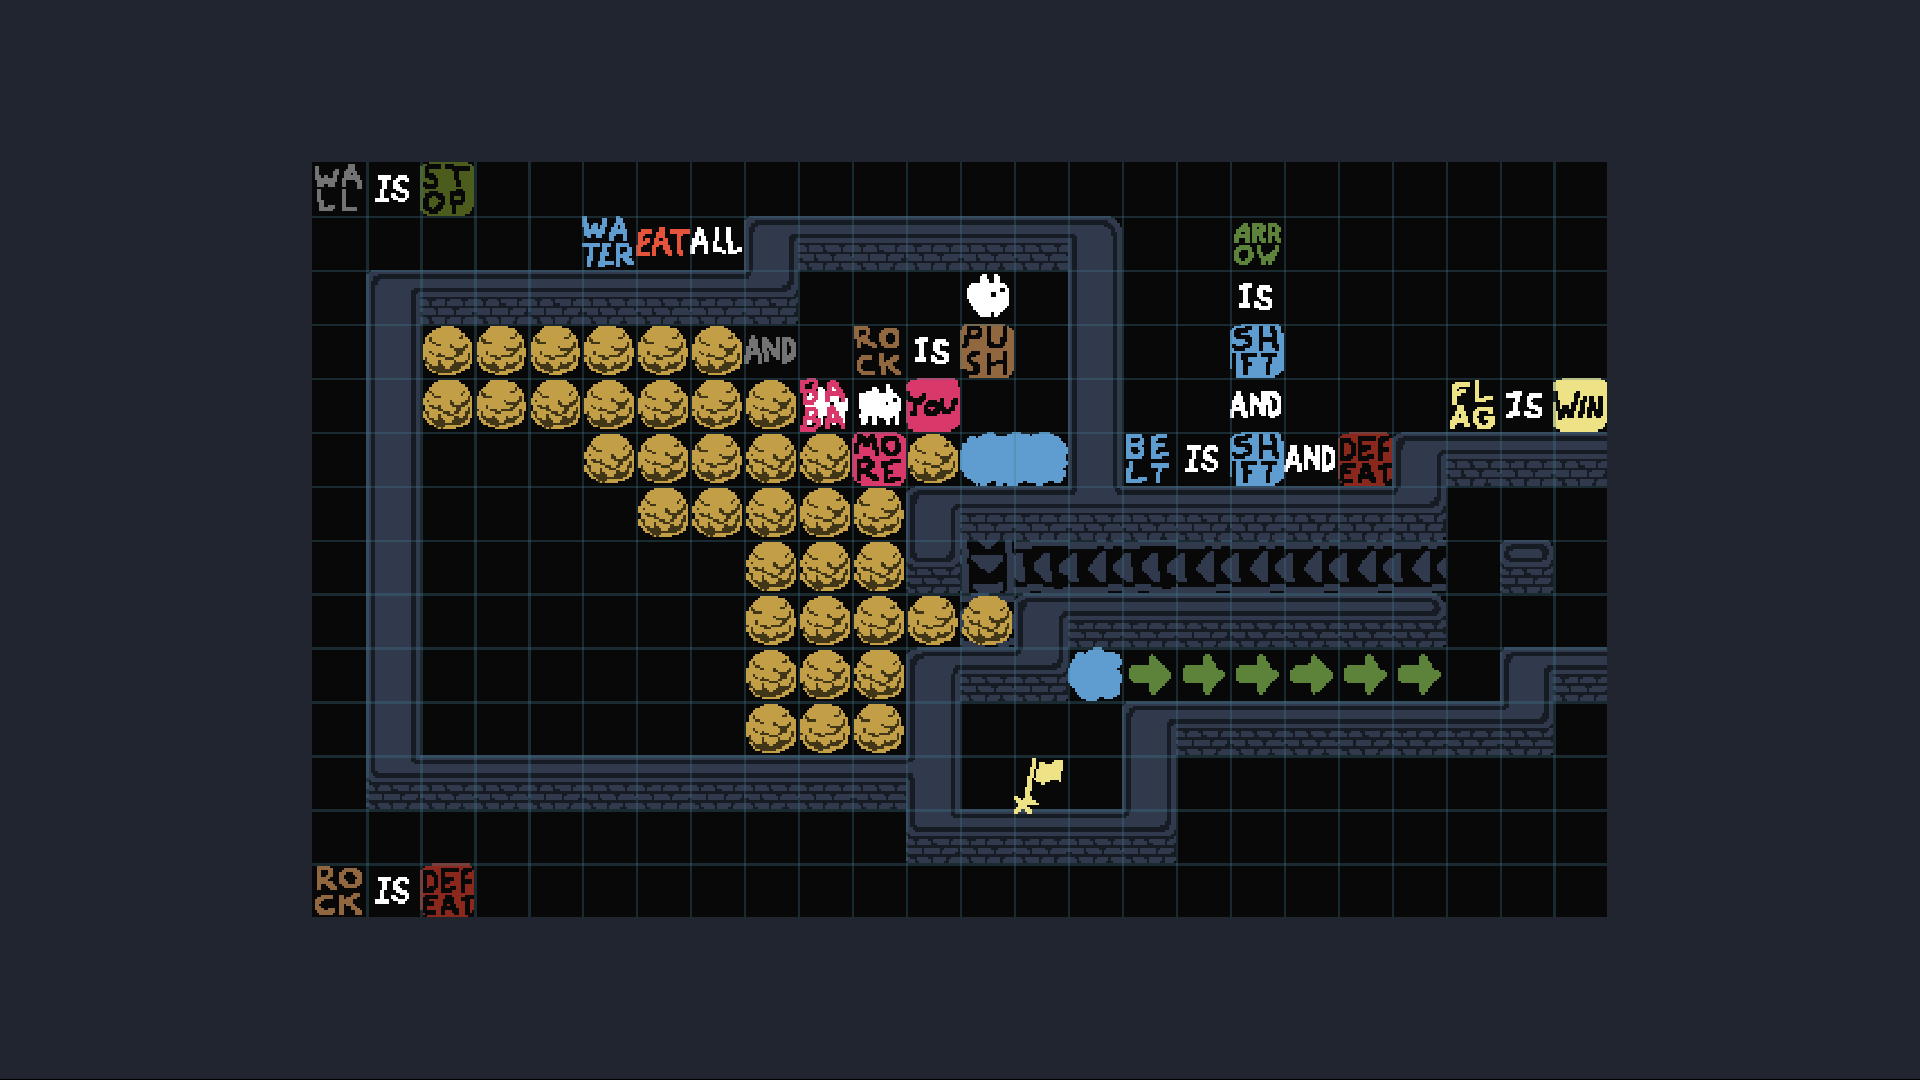 WALL IS STOP
WATER EAT ALL ARROW
IS
AND ROCK IS PUSH SHIFT
BABA YOU AND FLAG IS WIN
MORE BELT IS SHIFT AND DEFEAT
ROCK IS DEFEAT